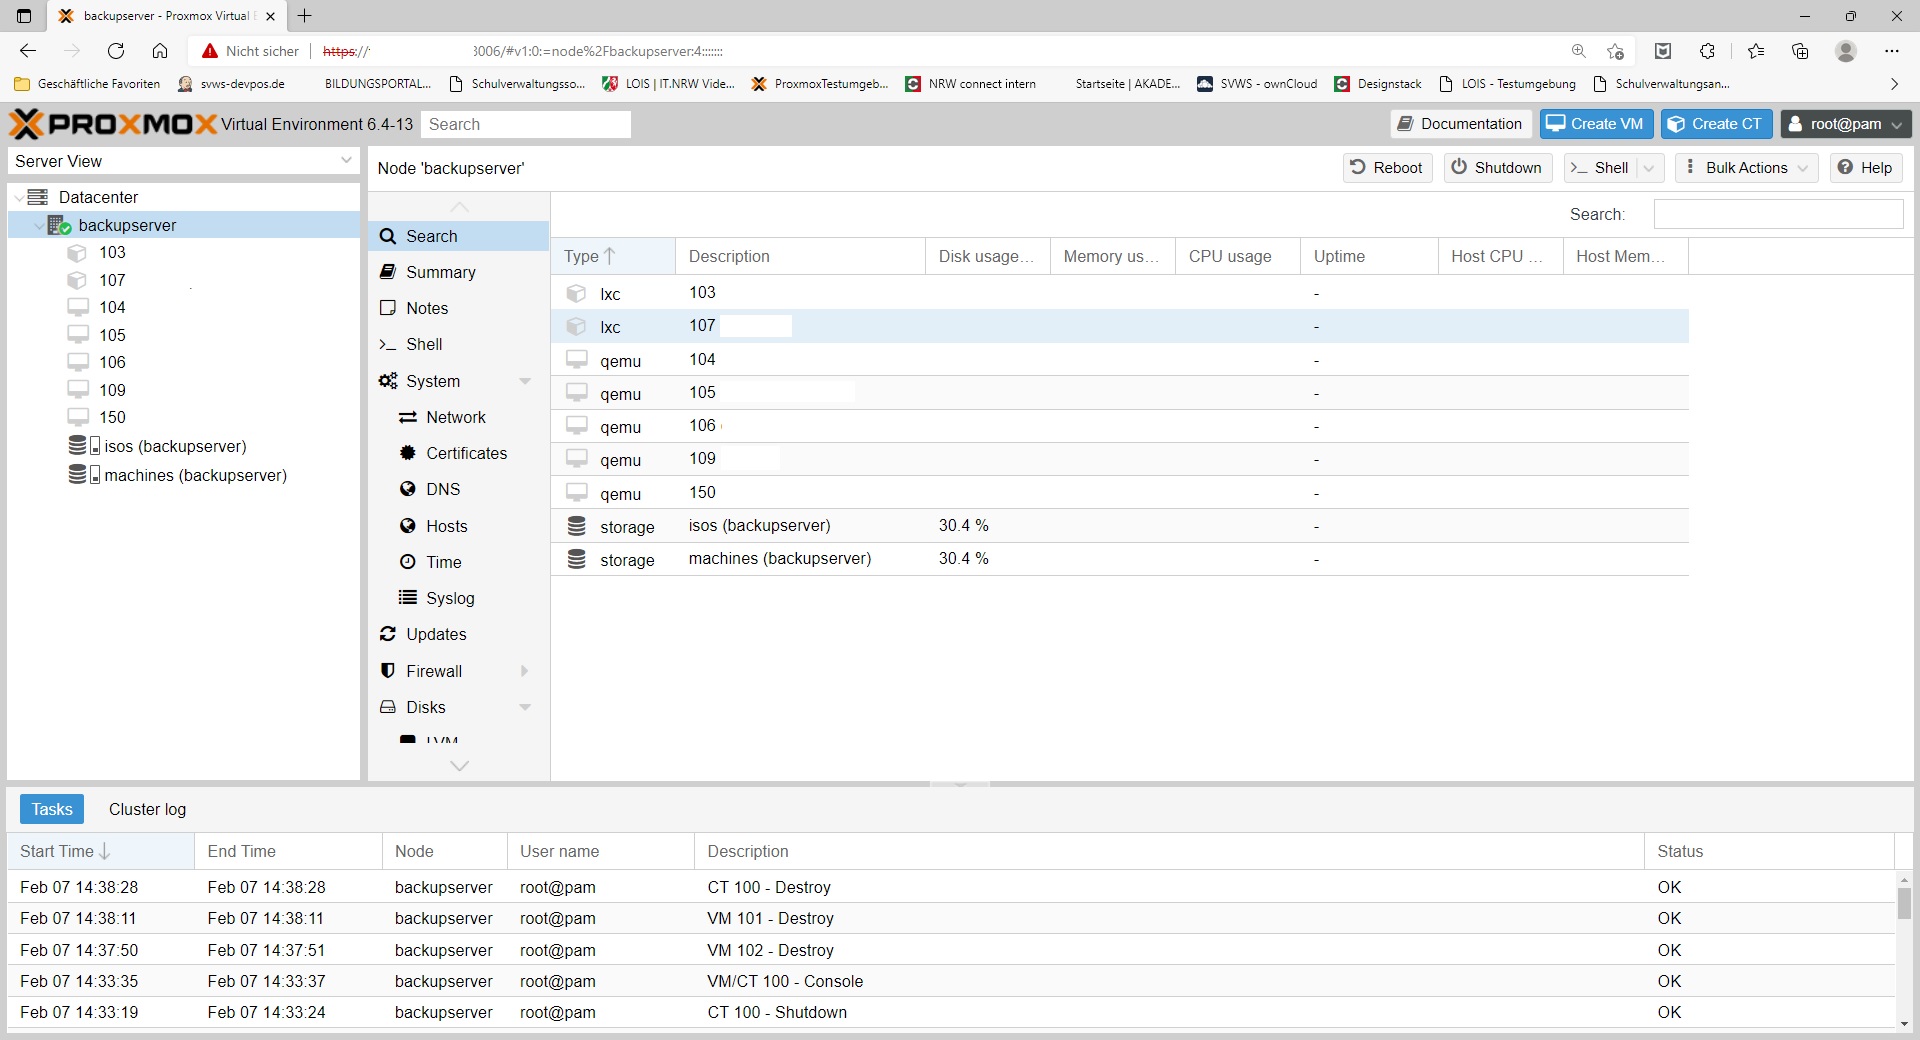 backupserver - Proxmox Virtual E
Nicht sicher
https://
3006/#v1:0:=node%2Fbackupserver:4:::::::
Geschäftliche Favoriten
svws-devpos.de
BILDUNGSPORTAL...
Schulverwaltungsso...
LOIS | IT.NRW Vide...
ProxmoxTestumgeb...
NRW connect intern
Startseite | AKADE...
SVWS - ownCloud
Designstack
LOIS - Testumgebung
Schulverwaltungsan...
PROXMOX Virtual Environment 6.4-13 Search
Documentation
Create VM
Create CT
root@pam
Server View
Datacenter
backupserver
103
107
104
105
106
109
150
isos (backupserver)
machines (backupserver)
Node 'backupserver'
Reboot
Shutdown
Shell
Bulk Actions
Help
Search
Summary
Notes
Shell
System
Network
Certificates
DNS
Hosts
Time
Syslog
Updates
Firewall
Disks
LVM
Search:
Type Description Disk usage... Memory us... CPU usage Uptime Host CPU ... Host Mem...
lxc 103 -
lxc 107 -
qemu 104 -
qemu 105 -
qemu 106 -
qemu 109 -
qemu 150 -
storage isos (backupserver) 30.4 % -
storage machines (backupserver) 30.4 % -
Tasks Cluster log
Start Time End Time Node User name Description Status
Feb 07 14:38:28 Feb 07 14:38:28 backupserver root@pam CT 100 - Destroy OK
Feb 07 14:38:11 Feb 07 14:38:11 backupserver root@pam VM 101 - Destroy OK
Feb 07 14:37:50 Feb 07 14:37:51 backupserver root@pam VM 102 - Destroy OK
Feb 07 14:33:35 Feb 07 14:33:37 backupserver root@pam VM/CT 100 - Console OK
Feb 07 14:33:19 Feb 07 14:33:24 backupserver root@pam CT 100 - Shutdown OK